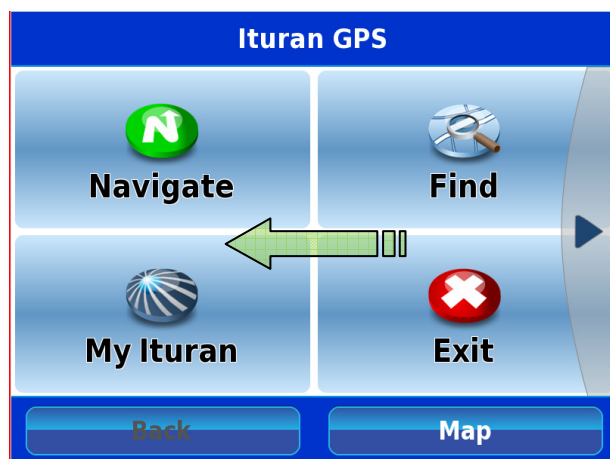 Ituran GPS
Navigate
Find
My Ituran
Exit
Back
Map